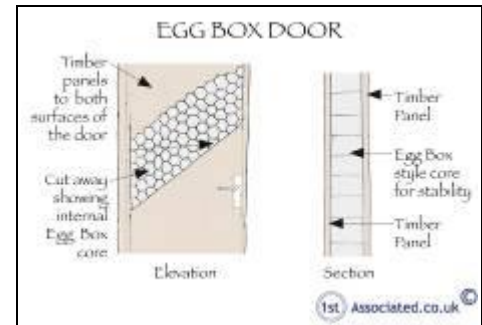 EGG BOX DOOR
Timber
panels
to both
surfaces of
the door
Cut away
showing
internal
Egg Box
core
Elevation
Timber
Panel
Egg Box
style core
for stability
Timber
Panel
Section
1st Associated.co.uk ©